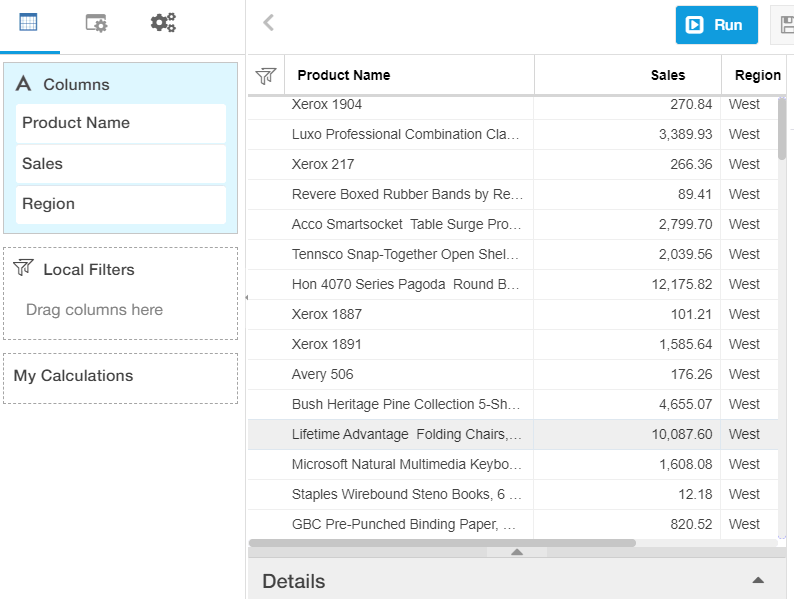 Run
Columns
Product Name
Sales
Region
Local Filters
Drag columns here
My Calculations
Product Name Sales Region
Xerox 1904 270.84 West
Luxo Professional Combination Cla... 3,389.93 West
Xerox 217 266.36 West
Revere Boxed Rubber Bands by Re... 89.41 West
Acco Smartsocket  Table Surge Pro... 2,799.70 West
Tennsco Snap-Together Open Shel... 2,039.56 West
Hon 4070 Series Pagoda  Round B... 12,175.82 West
Xerox 1887 101.21 West
Xerox 1891 1,585.64 West
Avery 506 176.26 West
Bush Heritage Pine Collection 5-Sh... 4,655.07 West
Lifetime Advantage  Folding Chairs,... 10,087.60 West
Microsoft Natural Multimedia Keybo... 1,608.08 West
Staples Wirebound Steno Books, 6 ... 12.18 West
GBC Pre-Punched Binding Paper, ... 820.52 West
Details